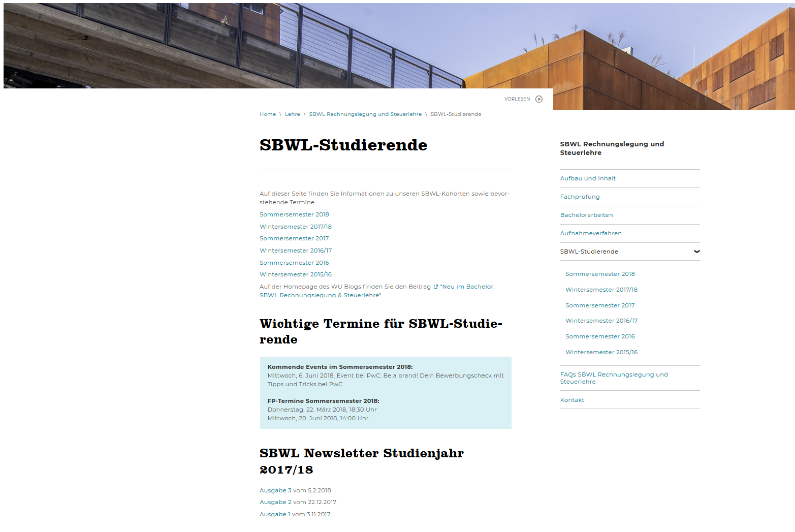 VORLESEN
Home \ Lehre \ SBWL Rechnungslegung und Steuerlehre \ SBWL-Studierende
SBWL-Studierende
Auf dieser Seite finden Sie Informationen zu unseren SBWL-Kohorten sowie bevor-
stehende Termine.
Sommersemester 2018
Wintersemester 2017/18
Sommersemester 2017
Wintersemester 2016/17
Sommersemester 2016
Wintersemester 2015/16
Auf der Homepage des WU Blogs finden Sie den Beitrag "Neu im Bachelor:
SBWL Rechnungslegung & Steuerlehre"
Wichtige Termine für SBWL-Studie-
rende
Kommende Events im Sommersemester 2018:
Mittwoch, 6. Juni 2018, Event bei PwC: Be a brand! Dein Bewerbungscheck mit
Tipps und Tricks bei PwC
FP-Termine Sommersemester 2018:
Donnerstag, 22. März 2018, 18:30 Uhr
Mittwoch, 20. Juni 2018, 14:00 Uhr
SBWL Newsletter Studienjahr
2017/18
Ausgabe 3 vom 5.2.2018
Ausgabe 2 vom 22.12.2017
Ausgabe 1 vom 3.11.2017
SBWL Rechnungslegung und
Steuerlehre
Aufbau und Inhalt
Fachprüfung
Bachelorarbeiten
Aufnahmeverfahren
SBWL-Studierende
Sommersemester 2018
Wintersemester 2017/18
Sommersemester 2017
Wintersemester 2016/17
Sommersemester 2016
Wintersemester 2015/16
FAQs SBWL Rechnungslegung und
Steuerlehre
Kontakt